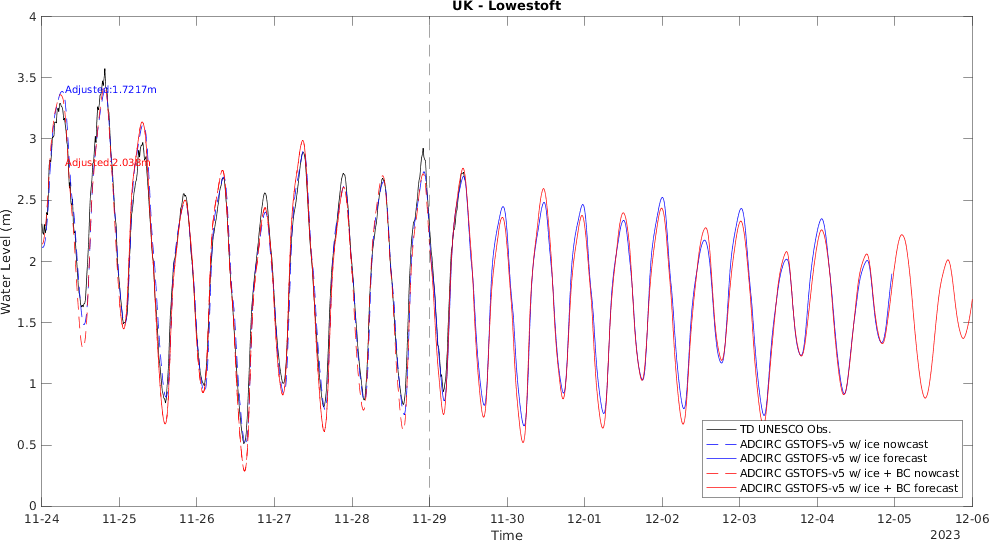 UK - Lowestoft
4
3.5
3
2.5
2
1.5
1
0.5
0
Water Level (m)
Adjusted:1.7217m
Adjusted:2.038m
TD UNESCO Obs.
ADCIRC GSTOFS-v5 w/ ice nowcast
ADCIRC GSTOFS-v5 w/ ice forecast
ADCIRC GSTOFS-v5 w/ ice + BC nowcast
ADCIRC GSTOFS-v5 w/ ice + BC forecast
11-24 11-25 11-26 11-27 11-28 11-29 11-30 12-01 12-02 12-03 12-04 12-05 12-06
Time
2023